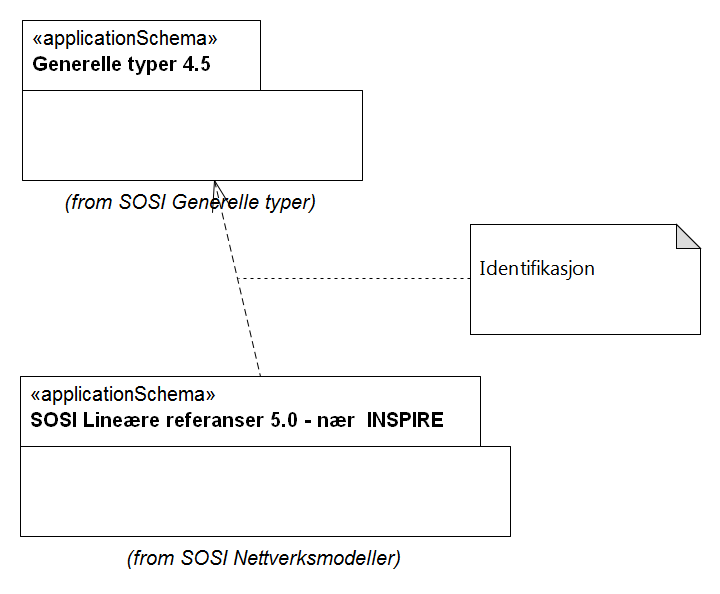 «applicationSchema»
Generelle typer 4.5
(from SOSI Generelle typer)
Identifikasjon
«applicationSchema»
SOSI Lineære referanser 5.0 - nær  INSPIRE
(from SOSI Nettverksmodeller)